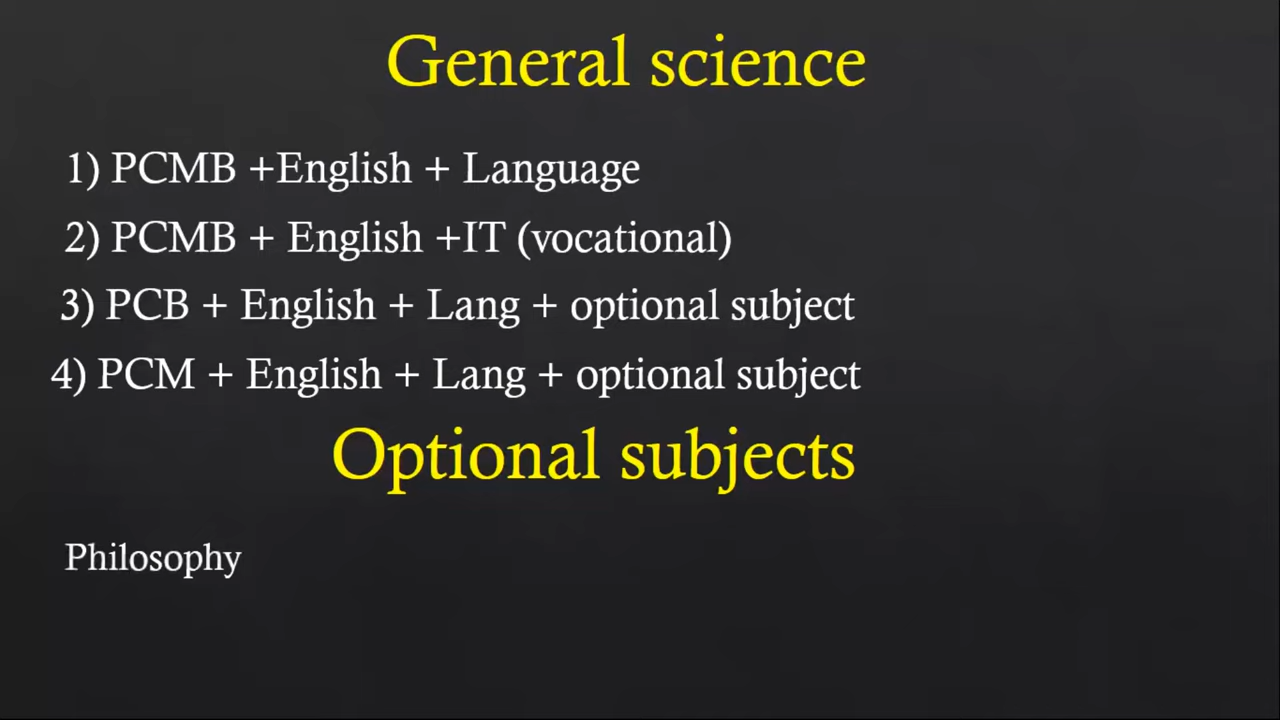 General science
1) PCMB +English + Language
2) PCMB + English +IT (vocational)
3) PCB + English + Lang + optional subject
4) PCM + English + Lang + optional subject
Optional subjects
Philosophy